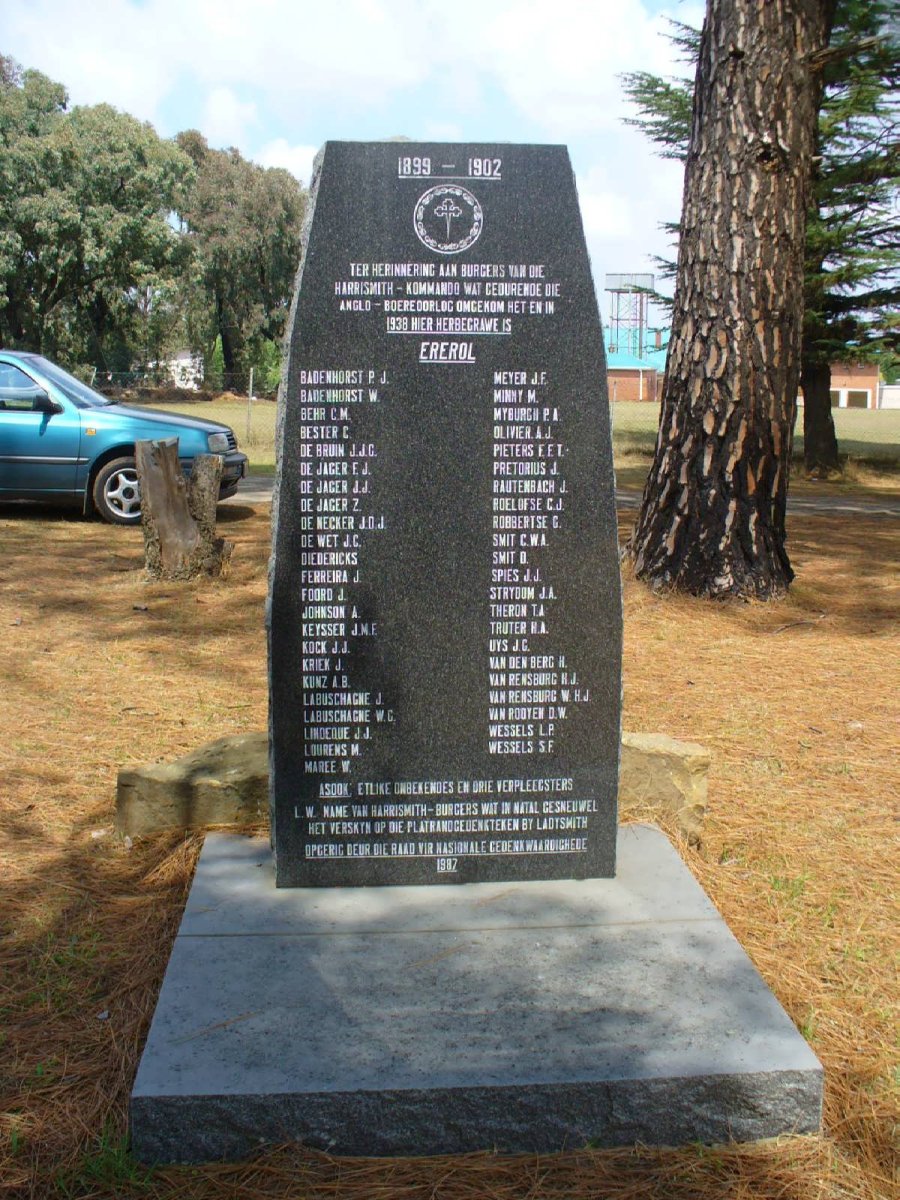 1899 — 1902
TER HERINNERING AAN BURGERS VAN DIE
HARRISMITH - KOMMANDO WAT GEDURENDE DIE
ANGLO - BOEREOORLOG OMGEKOM HET EN IN
1938 HIER HERBEGRAWE IS
EREROL
BADENHORST P. J.
BADENHORST W.
BEHR C.M.
BESTER C.
DE BRUIN J.J.C.
DE JAGER F. J.
DE JAGER J.J.
DE JAGER Z.
DE NECKER J.D.J.
DE WET J.C.
DIEDERICKS
FERREIRA J.
FOORD J.
JOHNSON A.
KEYSSER J.M.F.
KOCK J.J.
KRIEK J.
KUNZ A.B.
LABUSCHAGNE J.
LABUSCHAGNE W.G.
LINDEQUE J.J.
LOURENS M.
MAREE W.
MEYER J.F.
MINNY M.
MYBURGH P.A.
OLIVIER A.J.
PIETERS F.F.T.
PRETORIUS J.
RAUTENBACH J.
ROELOFSE C.J.
ROBBERTSE G.
SMIT C.W.A.
SMIT D.
SPIES J.J.
STRYDOM J.A.
THERON T.A.
TRUTER H.A.
UYS J.G.
VAN DEN BERG H.
VAN RENSBURG H.J.
VAN RENSBURG W.H.J.
VAN ROOYEN D.W.
WESSELS L.P.
WESSELS S.F.
ASOOK; ETLIKE ONBEKENDES EN DRIE VERPLEEGSTERS
L.W. NAME VAN HARRISMITH - BURGERS WAT IN NATAL GESNEUWEL
HET VERSKYN OP DIE PLATRANDGEDENKTEKEN BY LADYSMITH
OPGERIG DEUR DIE RAAD VIR NASIONALE GEDENKWAARDIGHEDE
1987